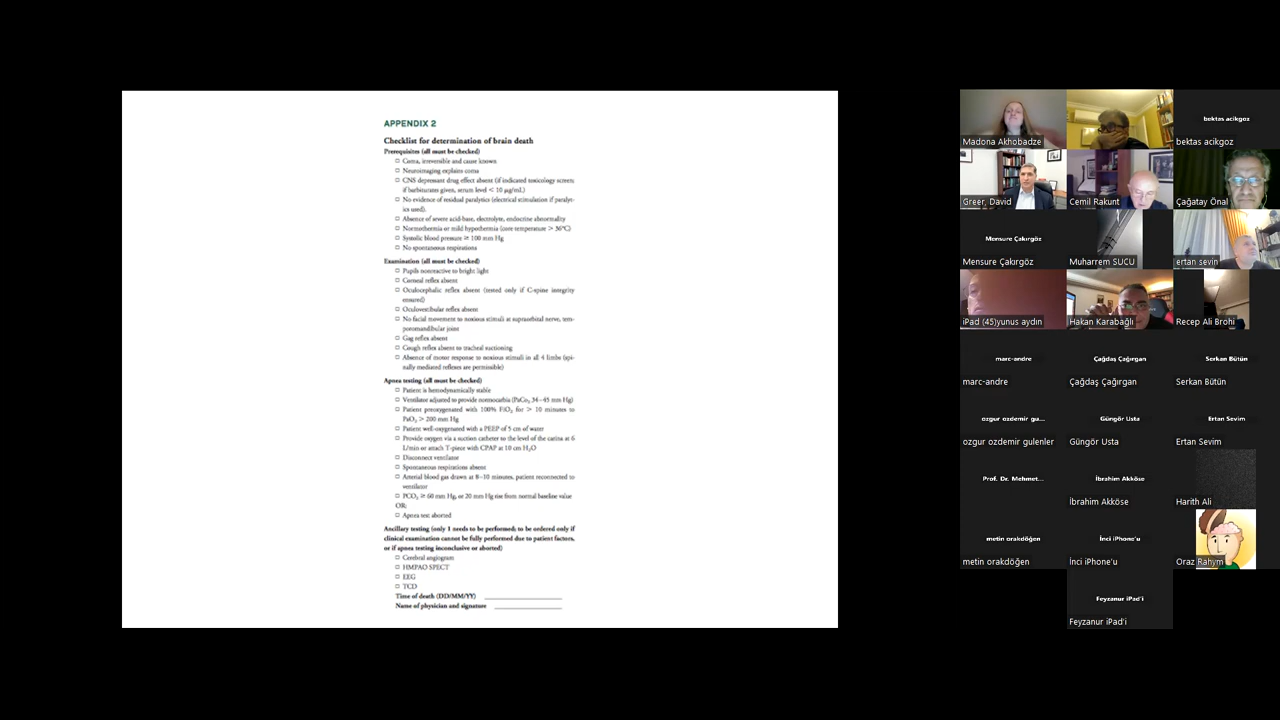 APPENDIX 2
Checklist for determination of brain death
Prerequisites (all must be checked)
Coma, irreversible and cause known
Neuroimaging explains coma
CNS depressant drug effect absent (if indicated toxicology screen;
if barbiturates given, serum level < 10 μg/mL)
No evidence of residual paralytics (electrical stimulation if paralyt-
ics used).
Absence of severe acid-base, electrolyte, endocrine abnormality
Normothermia or mild hypothermia (core temperature > 36°C)
Systolic blood pressure ≥ 100 mm Hg
No spontaneous respirations
Examination (all must be checked)
Pupils nonreactive to bright light
Corneal reflex absent
Oculocephalic reflex absent (tested only if C-spine integrity
ensured)
Oculovestibular reflex absent
No facial movement to noxious stimuli at supraorbital nerve, tem-
poromandibular joint
Gag reflex absent
Cough reflex absent to tracheal suctioning
Absence of motor response to noxious stimuli in all 4 limbs (spi-
nally mediated reflexes are permissible)
Apnea testing (all must be checked)
Patient is hemodynamically stable
Ventilator adjusted to provide normocarbia (PaCO₂ 34–45 mm Hg)
Patient preoxygenated with 100% FiO₂ for > 10 minutes to
PaO₂ > 200 mm Hg
Patient well-oxygenated with a PEEP of 5 cm of water
Provide oxygen via a suction catheter to the level of the carina at 6
L/min or attach T-piece with CPAP at 10 cm H₂O
Disconnect ventilator
Spontaneous respirations absent
Arterial blood gas drawn at 8–10 minutes, patient reconnected to
ventilator
PCO₂ ≥ 60 mm Hg, or 20 mm Hg rise from normal baseline value
OR:
Apnea test aborted
Ancillary testing (only 1 needs to be performed; to be ordered only if
clinical examination cannot be fully performed due to patient factors,
or if apnea testing inconclusive or aborted)
Cerebral angiogram
HMPAO SPECT
EEG
TCD
Time of death (DD/MM/YY)
Name of physician and signature
Madona Akhobadze
bektas acikgoz
bektas acikgoz
Greer, David
Cemil Rakunt
Çağatay Önal
Mensure Çakırgöz
Mensure Çakırgöz
Muharrem SUCU
ertan sevin
iPad (45)yunus aydin
Hakan Karabağlı
Recep Ali Brohi
marc-andre
marc-andre
Çağdaş Çağırgan
Çağdaş Çağırgan
Serkan Bütün
Serkan Bütün
ozgur ozdemir gu...
ozgur ozdemir gulenler
Güngör Usta
Güngör Usta
Ertan Sevim
Ertan Sevim
Prof. Dr. Mehmet...
İbrahim Akköse
İbrahim Akköse
Harith Ali
metin orakdöğen
metin orakdöğen
İnci iPhone'u
İnci iPhone'u
Oraz Rahym
Feyzanur iPad'i
Feyzanur iPad'i